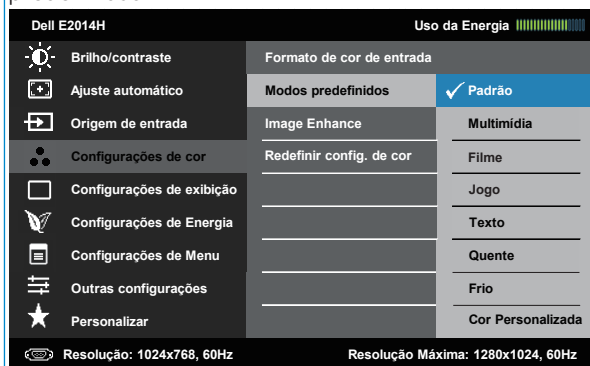 Dell E2014H Uso da Energia
Brilho/contraste Formato de cor de entrada
Ajuste automático Modos predefinidos Padrão
Origem de entrada Image Enhance Multimídia
Configurações de cor Redefinir config. de cor Filme
Configurações de exibição Jogo
Configurações de Energia Texto
Configurações de Menu Quente
Outras configurações Frio
Personalizar Cor Personalizada
Resolução: 1024x768, 60Hz Resolução Máxima: 1280x1024, 60Hz